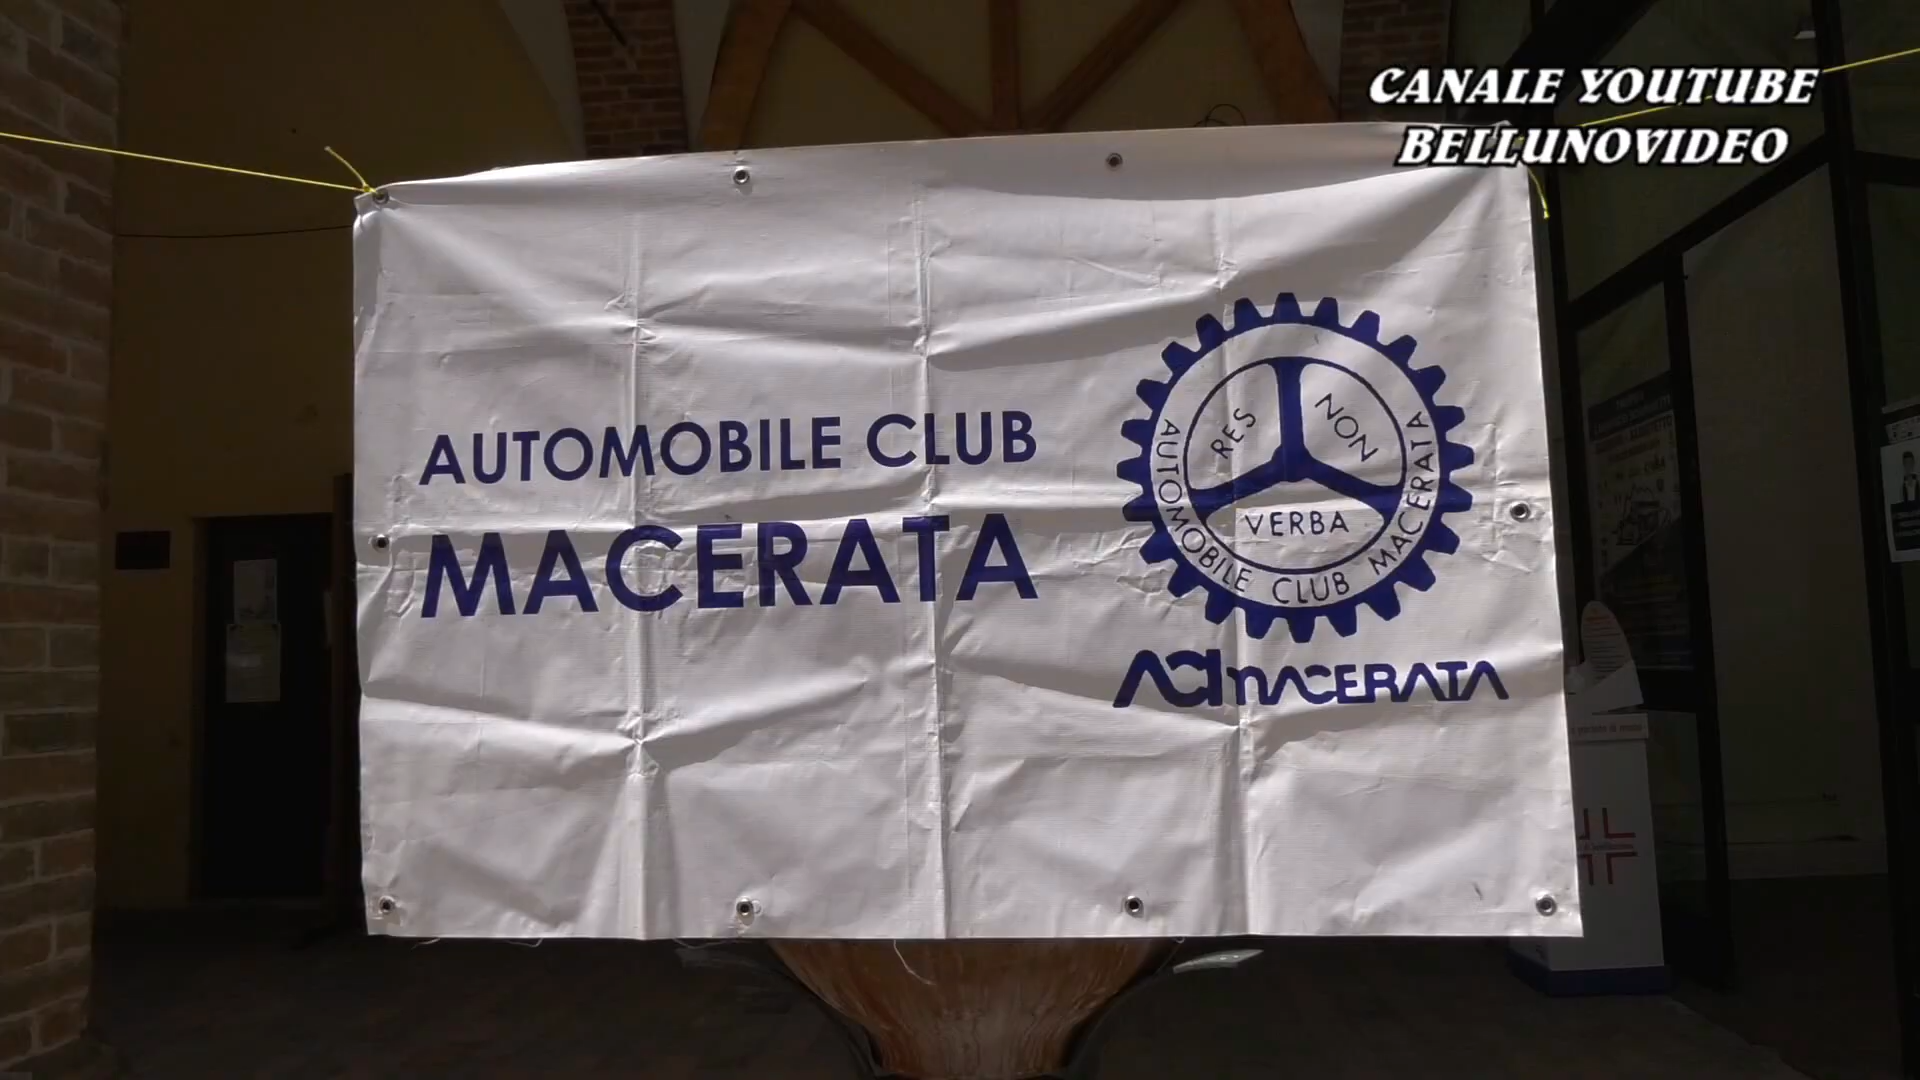 CANALE YOUTUBE
BELLUNOVIDEO
AUTOMOBILE CLUB
MACERATA
RES
NON
VERBA
AUTOMOBILE CLUB MACERATA
ACI MACERATA